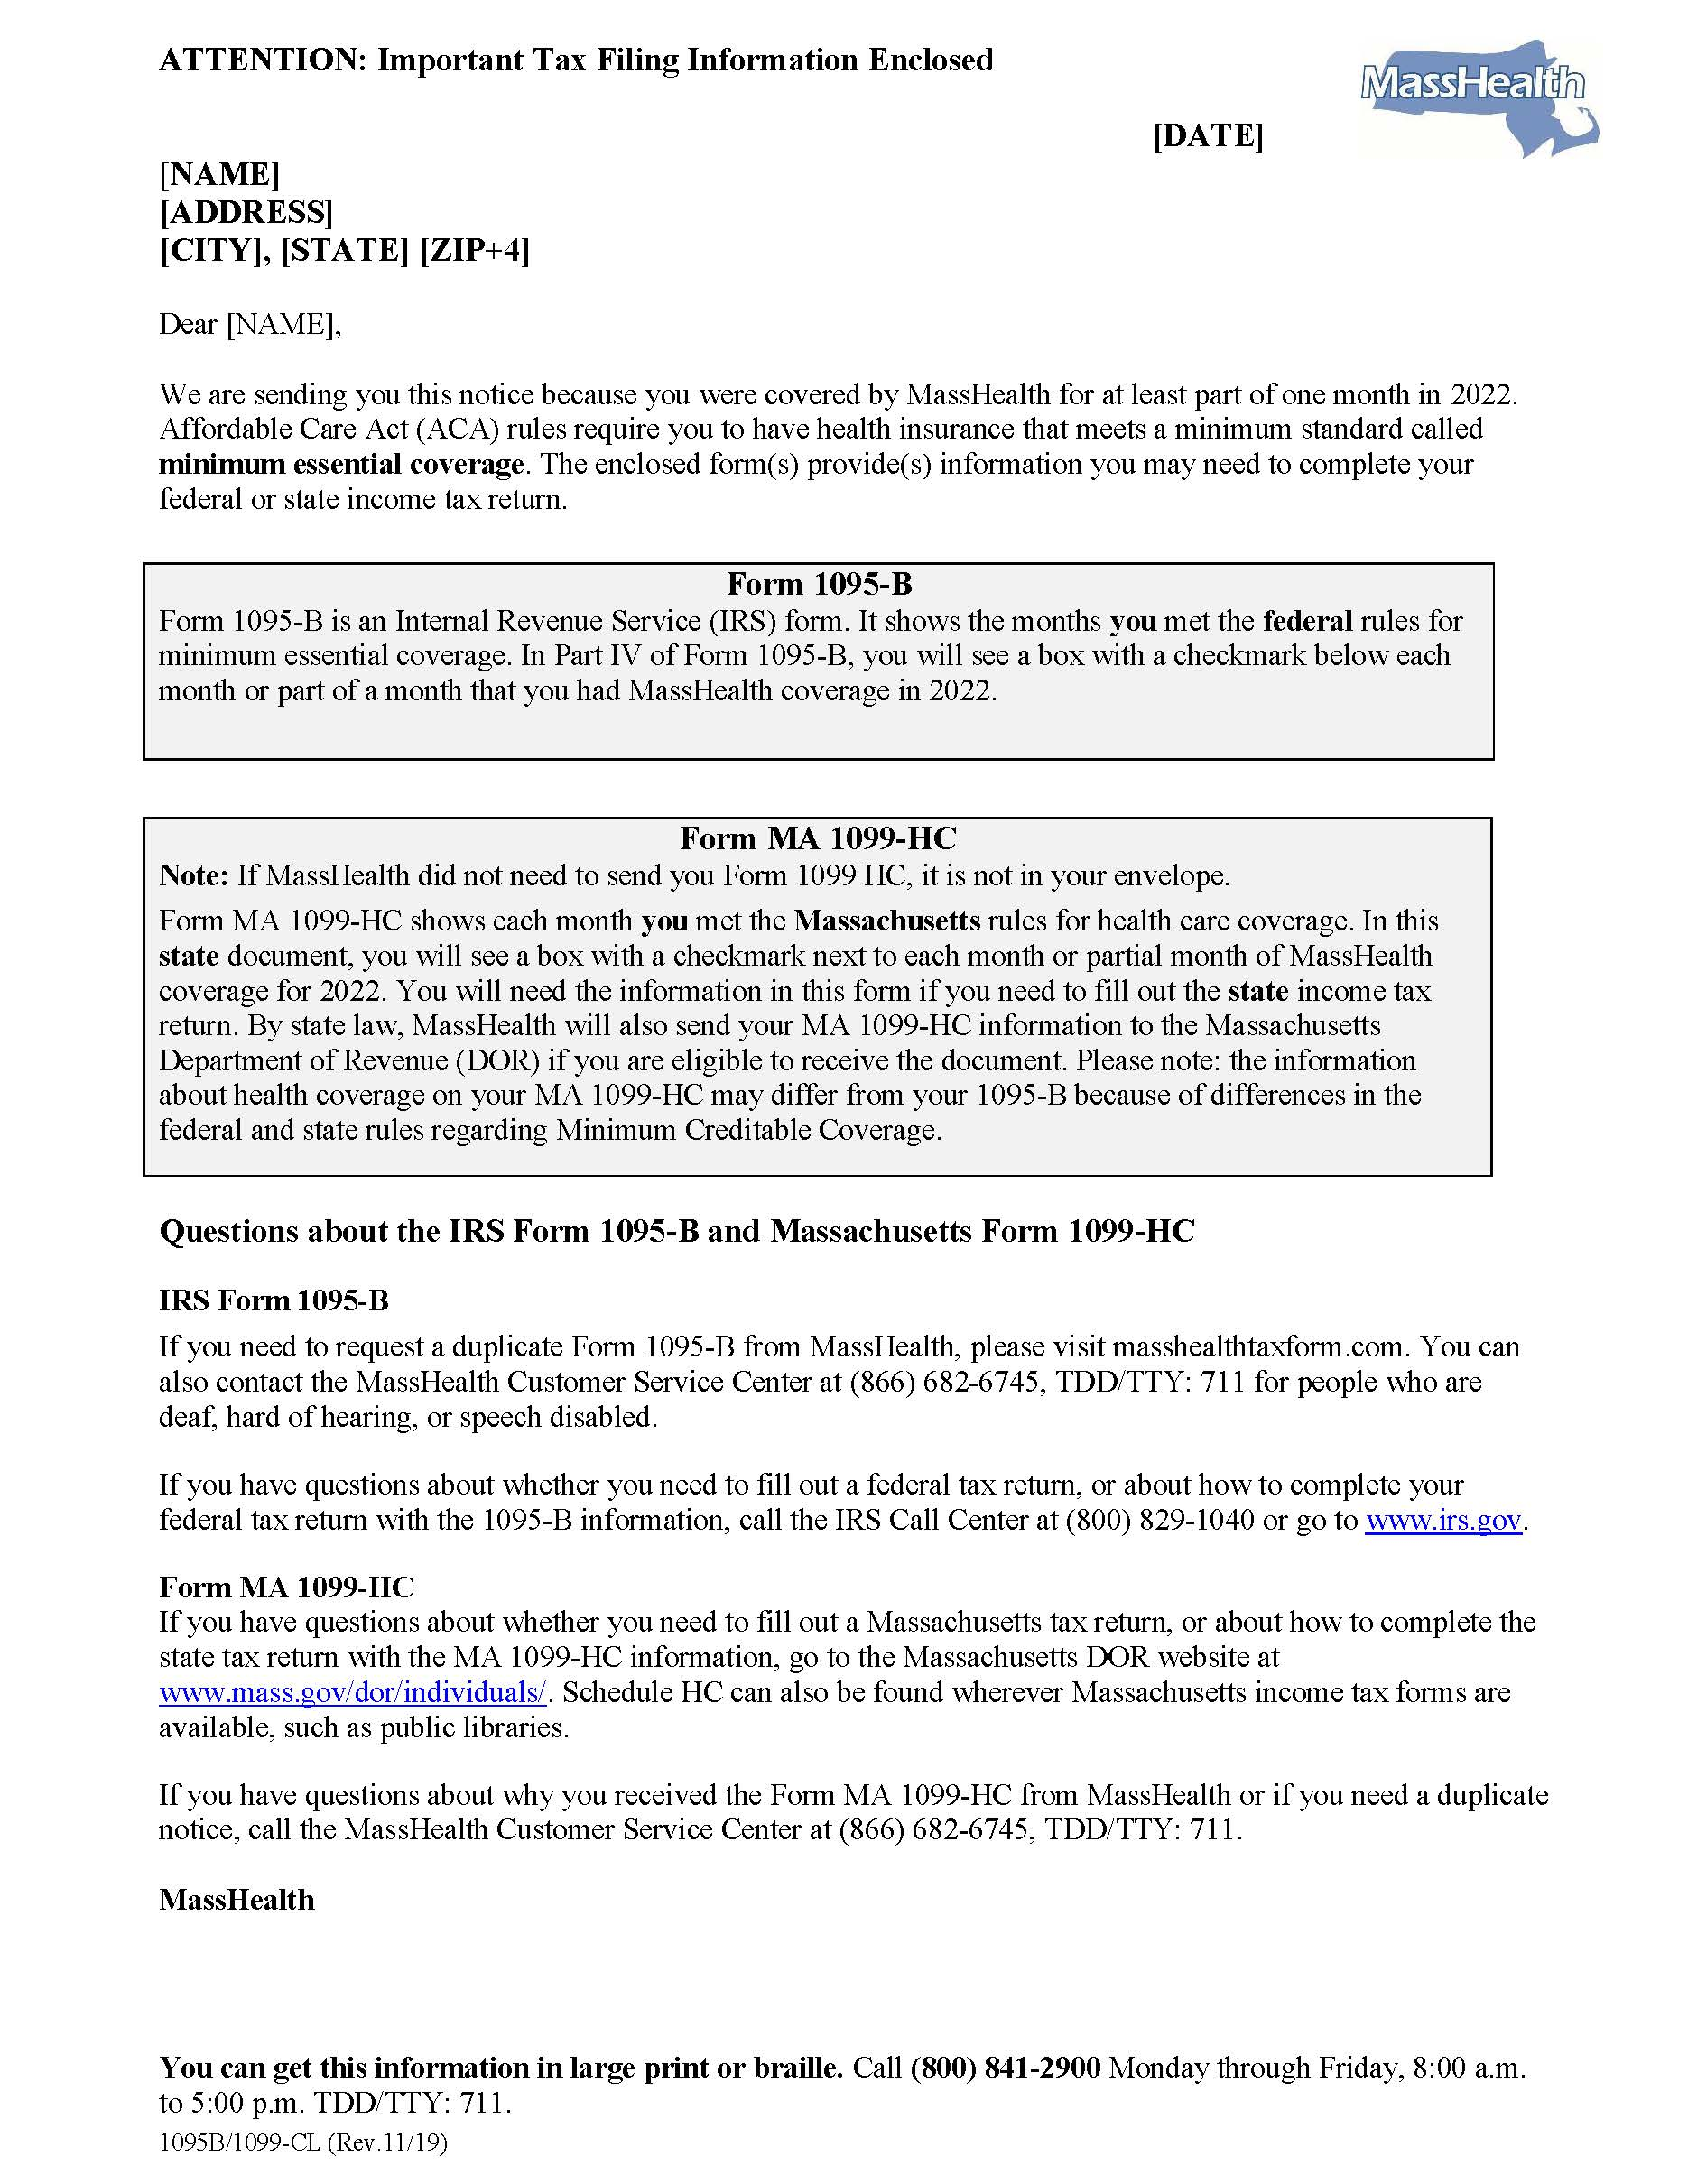 ATTENTION: Important Tax Filing Information Enclosed
MassHealth
[DATE]
[NAME]
[ADDRESS]
[CITY], [STATE] [ZIP+4]
Dear [NAME],
We are sending you this notice because you were covered by MassHealth for at least part of one month in 2022.
Affordable Care Act (ACA) rules require you to have health insurance that meets a minimum standard called
minimum essential coverage. The enclosed form(s) provide(s) information you may need to complete your
federal or state income tax return.
Form 1095-B
Form 1095-B is an Internal Revenue Service (IRS) form. It shows the months you met the federal rules for
minimum essential coverage. In Part IV of Form 1095-B, you will see a box with a checkmark below each
month or part of a month that you had MassHealth coverage in 2022.
Form MA 1099-HC
Note: If MassHealth did not need to send you Form 1099 HC, it is not in your envelope.
Form MA 1099-HC shows each month you met the Massachusetts rules for health care coverage. In this
state document, you will see a box with a checkmark next to each month or partial month of MassHealth
coverage for 2022. You will need the information in this form if you need to fill out the state income tax
return. By state law, MassHealth will also send your MA 1099-HC information to the Massachusetts
Department of Revenue (DOR) if you are eligible to receive the document. Please note: the information
about health coverage on your MA 1099-HC may differ from your 1095-B because of differences in the
federal and state rules regarding Minimum Creditable Coverage.
Questions about the IRS Form 1095-B and Massachusetts Form 1099-HC
IRS Form 1095-B
If you need to request a duplicate Form 1095-B from MassHealth, please visit masshealthtaxform.com. You can
also contact the MassHealth Customer Service Center at (866) 682-6745, TDD/TTY: 711 for people who are
deaf, hard of hearing, or speech disabled.
If you have questions about whether you need to fill out a federal tax return, or about how to complete your
federal tax return with the 1095-B information, call the IRS Call Center at (800) 829-1040 or go to www.irs.gov.
Form MA 1099-HC
If you have questions about whether you need to fill out a Massachusetts tax return, or about how to complete the
state tax return with the MA 1099-HC information, go to the Massachusetts DOR website at
www.mass.gov/dor/individuals/. Schedule HC can also be found wherever Massachusetts income tax forms are
available, such as public libraries.
If you have questions about why you received the Form MA 1099-HC from MassHealth or if you need a duplicate
notice, call the MassHealth Customer Service Center at (866) 682-6745, TDD/TTY: 711.
MassHealth
You can get this information in large print or braille. Call (800) 841-2900 Monday through Friday, 8:00 a.m.
to 5:00 p.m. TDD/TTY: 711.
1095B/1099-CL (Rev.11/19)